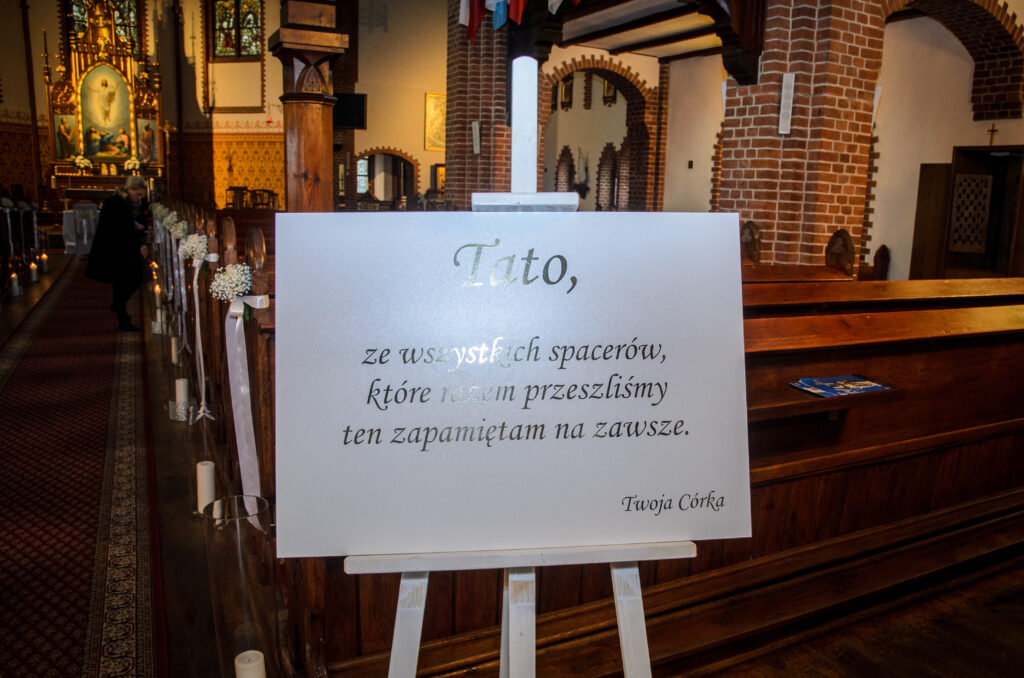 Tato,
ze wszystkich spacerów,
które razem przeszliśmy
ten zapamiętam na zawsze.
Twoja Córka